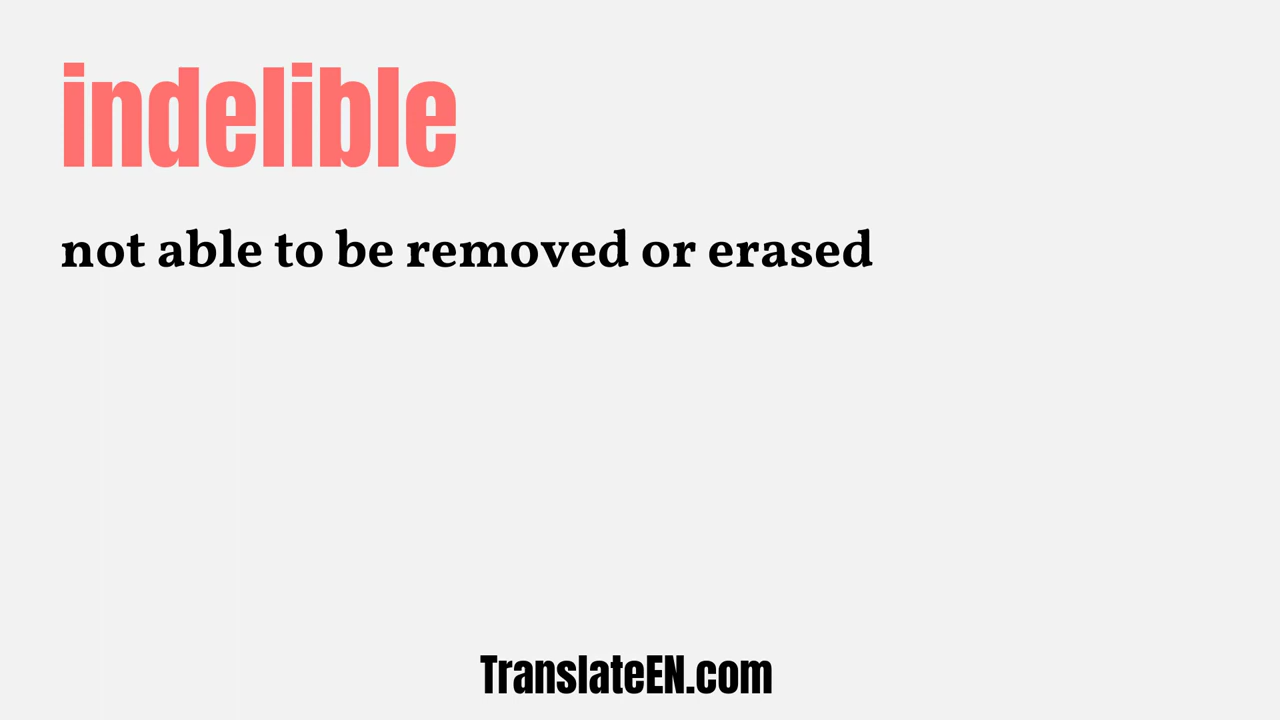 indelible
not able to be removed or erased
TranslateEN.com